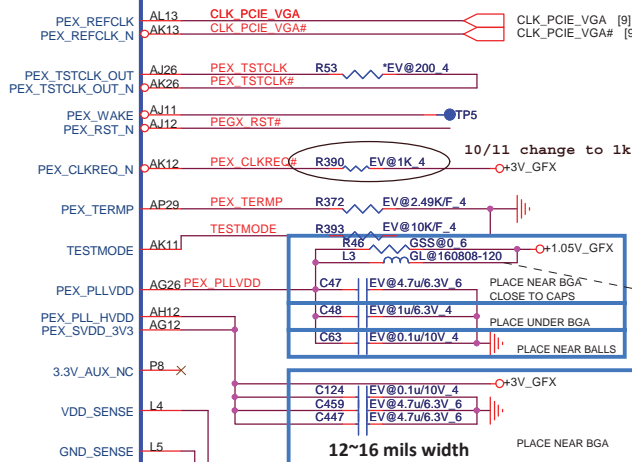 PEX_REFCLK AL13 CLK_PCIE_VGA CLK_PCIE_VGA [9]
PEX_REFCLK_N AK13 CLK_PCIE_VGA# CLK_PCIE_VGA# [9
PEX_TSTCLK_OUT AJ26 PEX_TSTCLK R53 *EV@200_4
PEX_TSTCLK_OUT_N AK26 PEX_TSTCLK#
PEX_WAKE AJ11 TP5
PEX_RST_N AJ12 PEGX_RST#
10/11 change to 1k
PEX_CLKREQ_N AK12 PEX_CLKREQ# R390 EV@1K_4 +3V_GFX
PEX_TERMP AP29 PEX_TERMP R372 EV@2.49K/F_4
TESTMODE R393 EV@10K/F_4
TESTMODE AK11 R46 GSS@0_6 +1.05V_GFX
L3 GL@160808-120
PEX_PLLVDD AG26 PEX_PLLVDD C47 EV@4.7u/6.3V_6 PLACE NEAR BGA
CLOSE TO CAPS
PEX_PLL_HVDD AH12 C48 EV@1u/6.3V_4 PLACE UNDER BGA
PEX_SVDD_3V3 AG12
C63 EV@0.1u/10V_4 PLACE NEAR BALLS
3.3V_AUX_NC P8
+3V_GFX
C124 EV@0.1u/10V_4
VDD_SENSE L4 C459 EV@4.7u/6.3V_6
C447 EV@4.7u/6.3V_6
GND_SENSE L5 12~16 mils width PLACE NEAR BGA